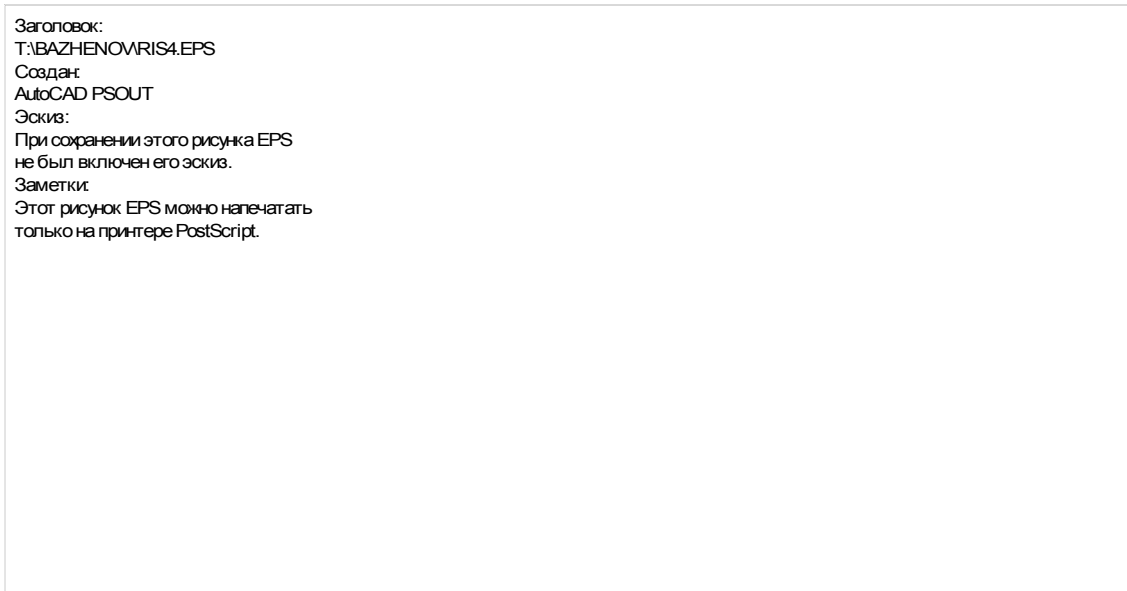 Заголовок:
T:\BAZHENOV\RIS4.EPS
Создан:
AutoCAD PSOUT
Эскиз:
При сохранении этого рисунка EPS
не был включен его эскиз.
Заметки:
Этот рисунок EPS можно напечатать
только на принтере PostScript.